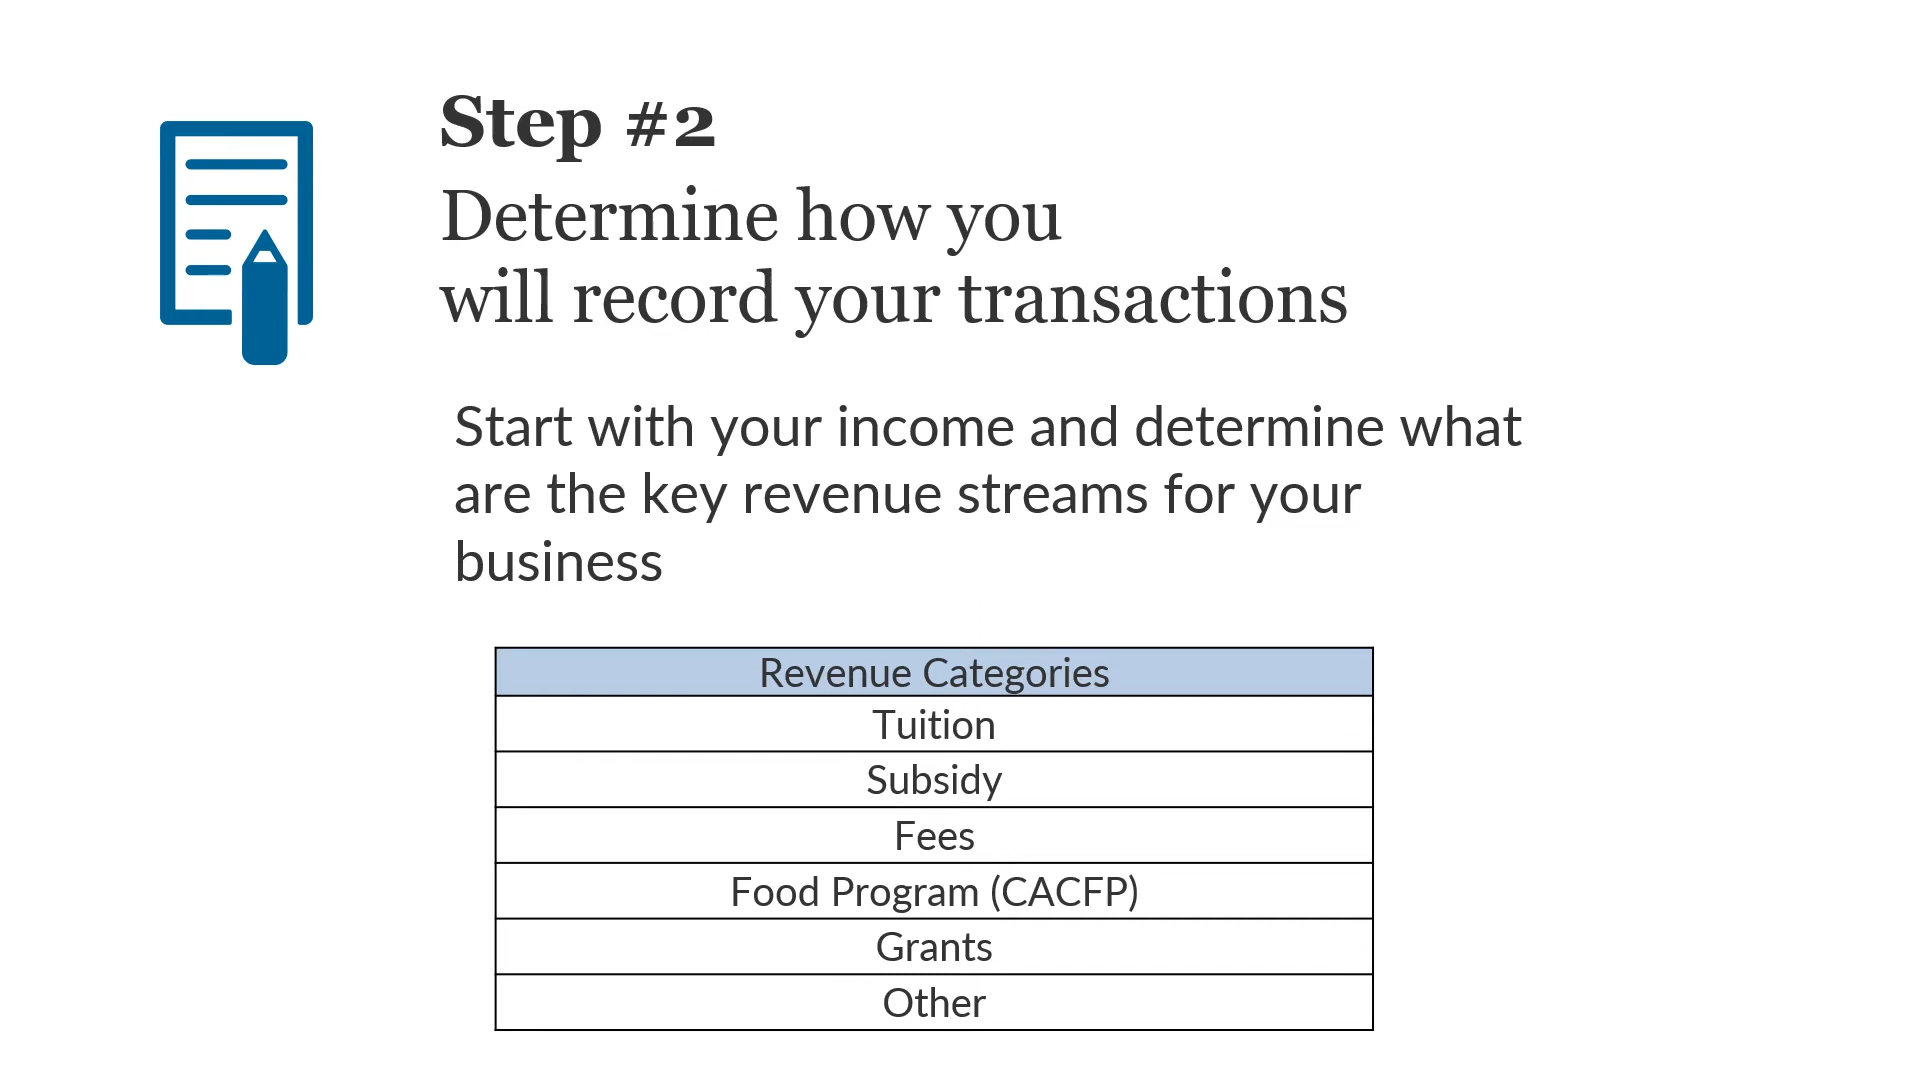 Step #2
Determine how you
will record your transactions
Start with your income and determine what
are the key revenue streams for your
business
Revenue Categories
Tuition
Subsidy
Fees
Food Program (CACFP)
Grants
Other